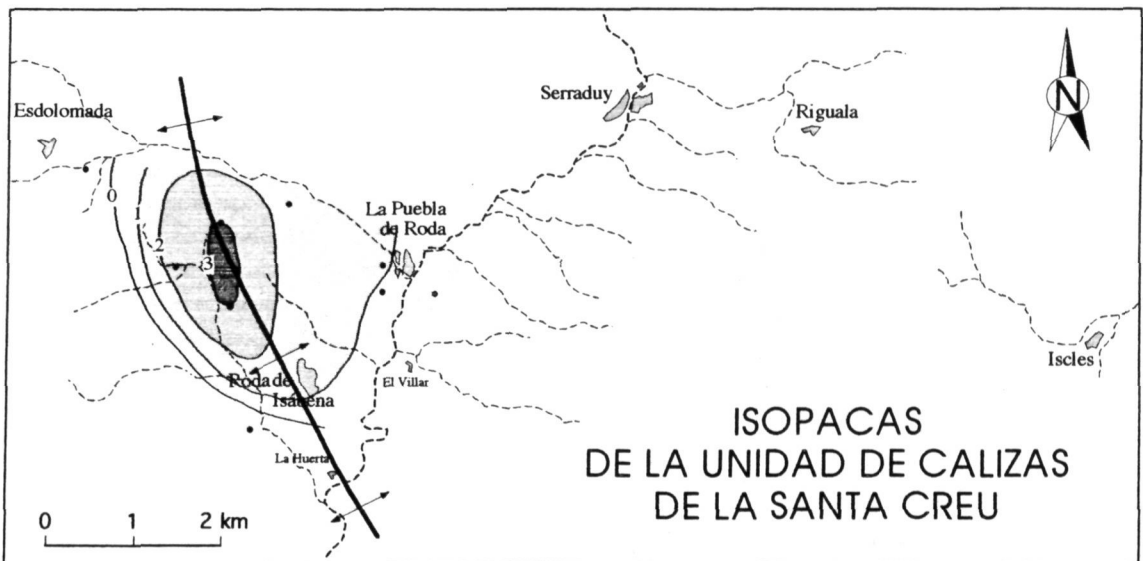 N
Serraduy
Esdolomada
Riguala
0
La Puebla
de Roda
2
3
Iscles
Roda de
Isábena
El Villar
ISOPACAS
DE LA UNIDAD DE CALIZAS
DE LA SANTA CREU
La Huerta
0 1 2 km